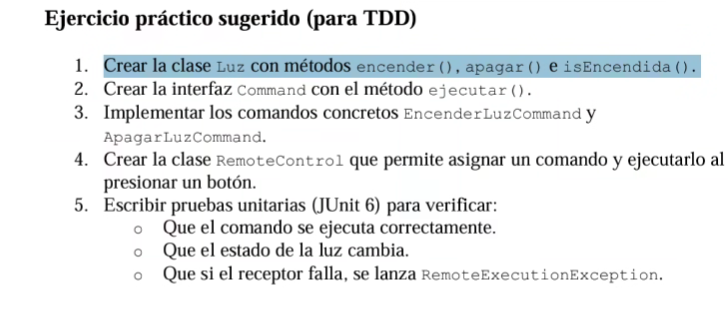 Ejercicio práctico sugerido (para TDD)
1. Crear la clase Luz con métodos encender(), apagar() e isEncendida().
2. Crear la interfaz Command con el método ejecutar().
3. Implementar los comandos concretos EncenderLuzCommand y
ApagarLuzCommand.
4. Crear la clase RemoteControl que permite asignar un comando y ejecutarlo al
presionar un botón.
5. Escribir pruebas unitarias (JUnit 6) para verificar:
o Que el comando se ejecuta correctamente.
o Que el estado de la luz cambia.
o Que si el receptor falla, se lanza RemoteExecutionException.